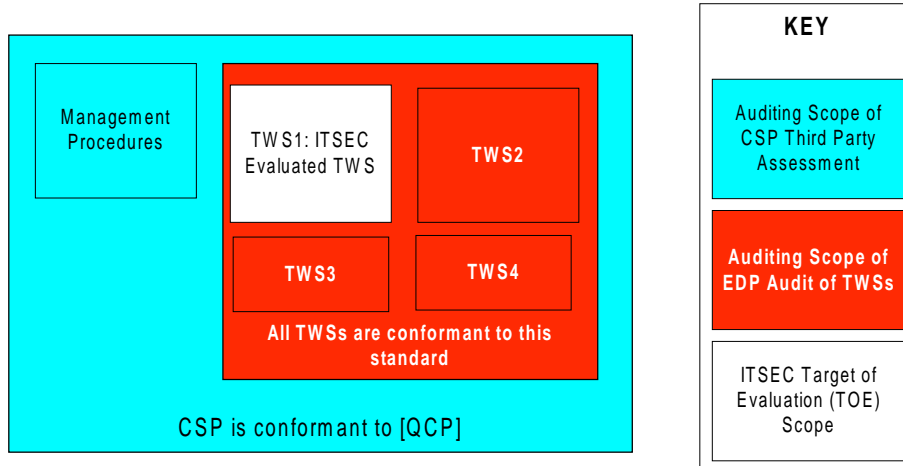 Management
Procedures
TWS1: ITSEC
Evaluated TWS
TWS2
TWS3
TWS4
All TWSs are conformant to this
standard
CSP is conformant to [QCP]
KEY
Auditing Scope of
CSP Third Party
Assessment
Auditing Scope of
EDP Audit of TWSs
ITSEC Target of
Evaluation (TOE)
Scope